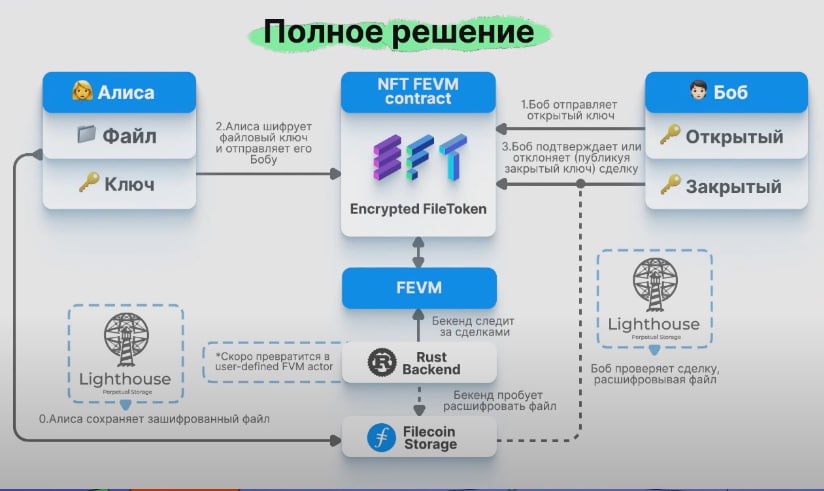 Полное решение
Алиса
Файл
Ключ
2.Алиса шифрует
файловый ключ
и отправляет его
Бобу
NFT FEVM
contract
EFT
Encrypted FileToken
1.Боб отправляет
открытый ключ
3.Боб подтверждает или
отклоняет (публикуя
закрытый ключ) сделку
Боб
Открытый
Закрытый
FEVM
Бекенд следит
за сделками
Lighthouse
Perpetual Storage
*Скоро превратится в
user-defined FVM actor
Rust
Backend
Lighthouse
Perpetual Storage
Боб проверяет сделку,
расшифровывая файл
Бекенд пробует
расшифровать файл
0.Алиса сохраняет зашифрованный файл
Filecoin
Storage